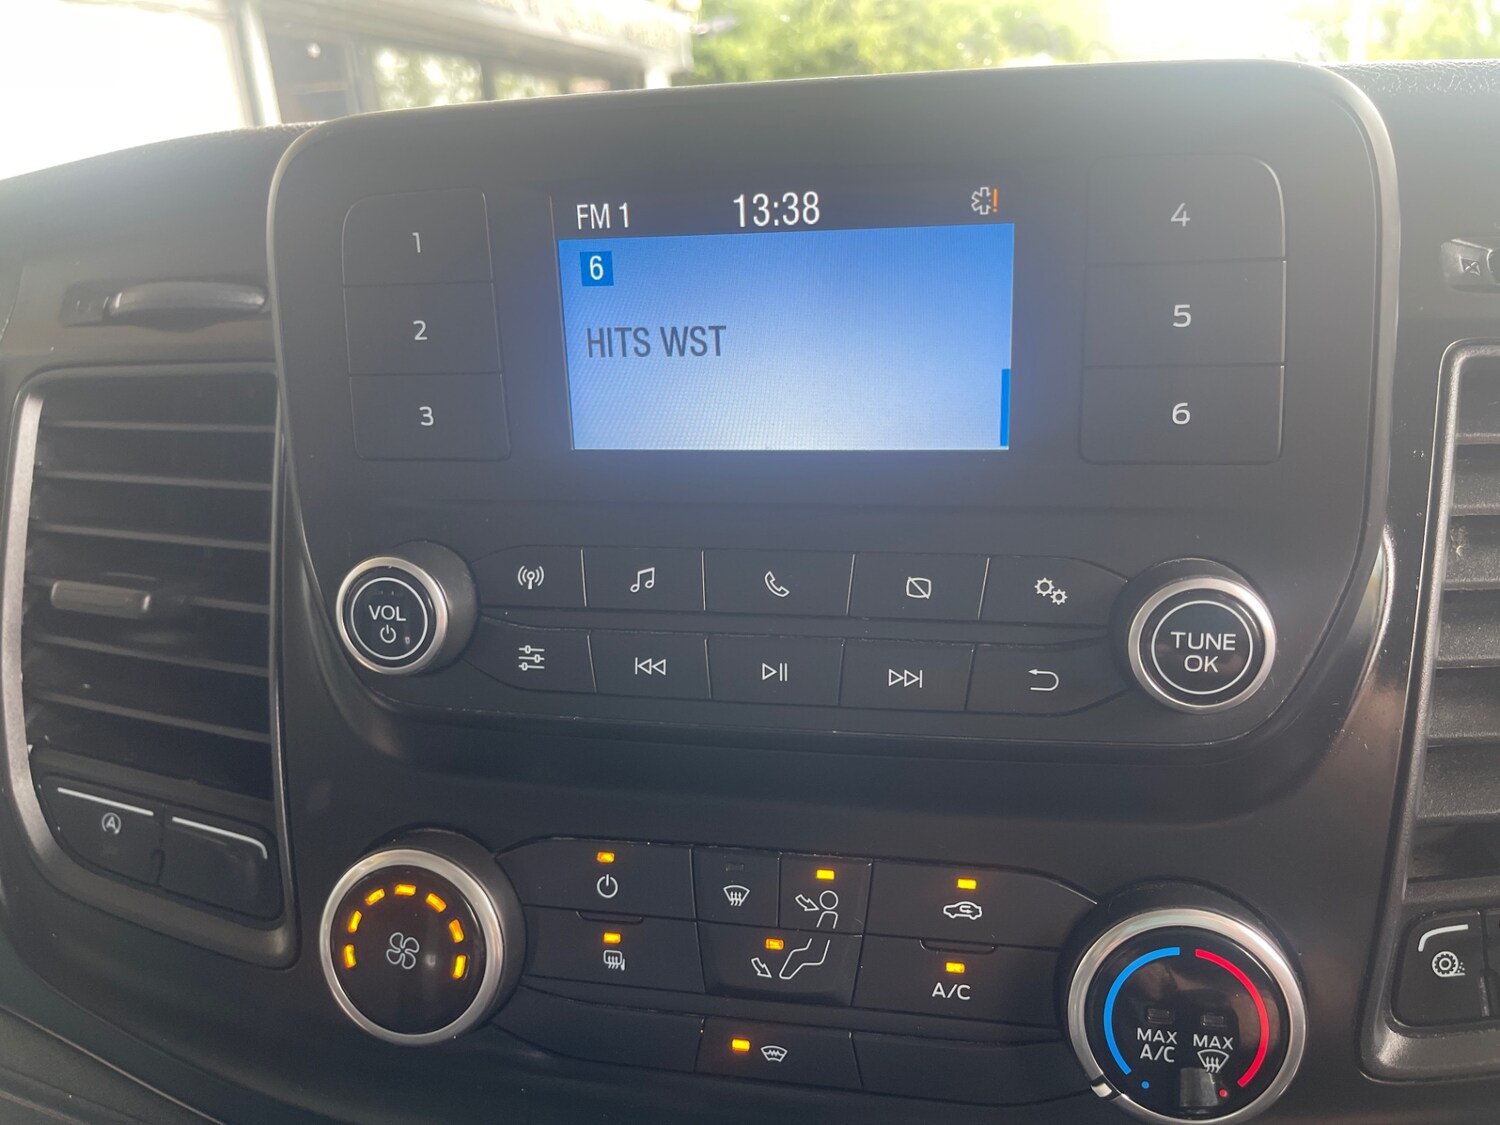 FM 1 13:38
6
HITS WST
1
2
3
4
5
6
VOL
TUNE
OK
A
A/C
MAX
A/C
MAX